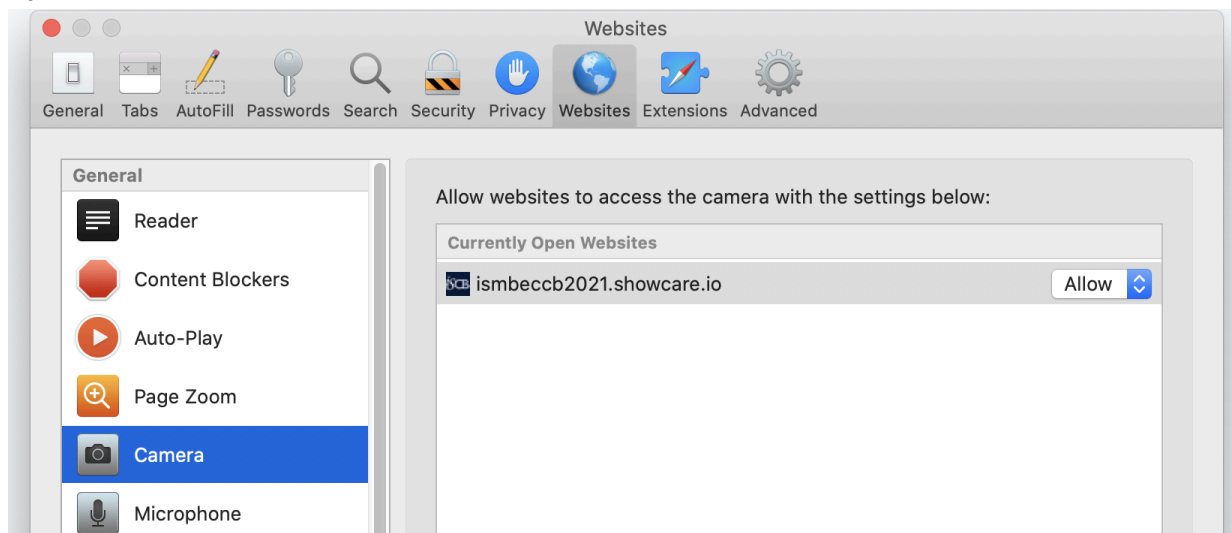 Websites
General Tabs AutoFill Passwords Search Security Privacy Websites Extensions Advanced
General
Reader
Content Blockers
Auto-Play
Page Zoom
Camera
Microphone
Allow websites to access the camera with the settings below:
Currently Open Websites
ISCB ismbeccb2021.showcare.io Allow